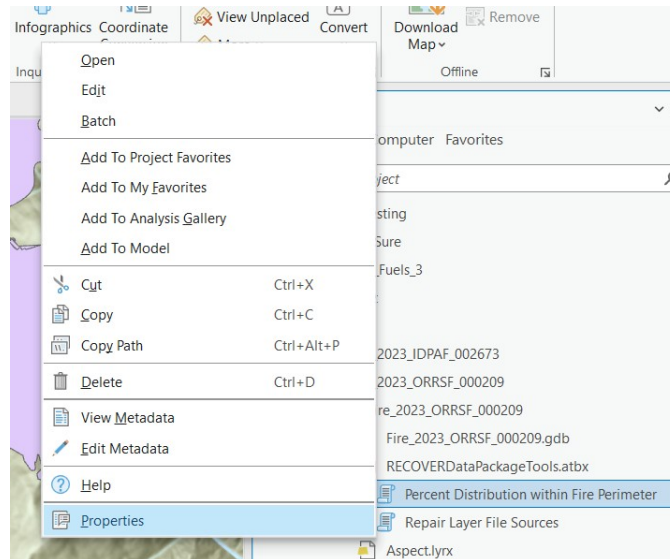 Infographics Coordinate
View Unplaced
Convert
Download
Map
Remove
Inqu
Offline
Open
Edit
Batch
Add To Project Favorites
Add To My Favorites
Add To Analysis Gallery
Add To Model
Cut Ctrl+X
Copy Ctrl+C
Copy Path Ctrl+Alt+P
Delete Ctrl+D
View Metadata
Edit Metadata
Help
Properties
omputer Favorites
ject
sting
Sure
_Fuels_3
2023_IDPAF_002673
2023_ORRSF_000209
re_2023_ORRSF_000209
Fire_2023_ORRSF_000209.gdb
RECOVERDataPackageTools.atbx
Percent Distribution within Fire Perimeter
Repair Layer File Sources
Aspect.lyrx